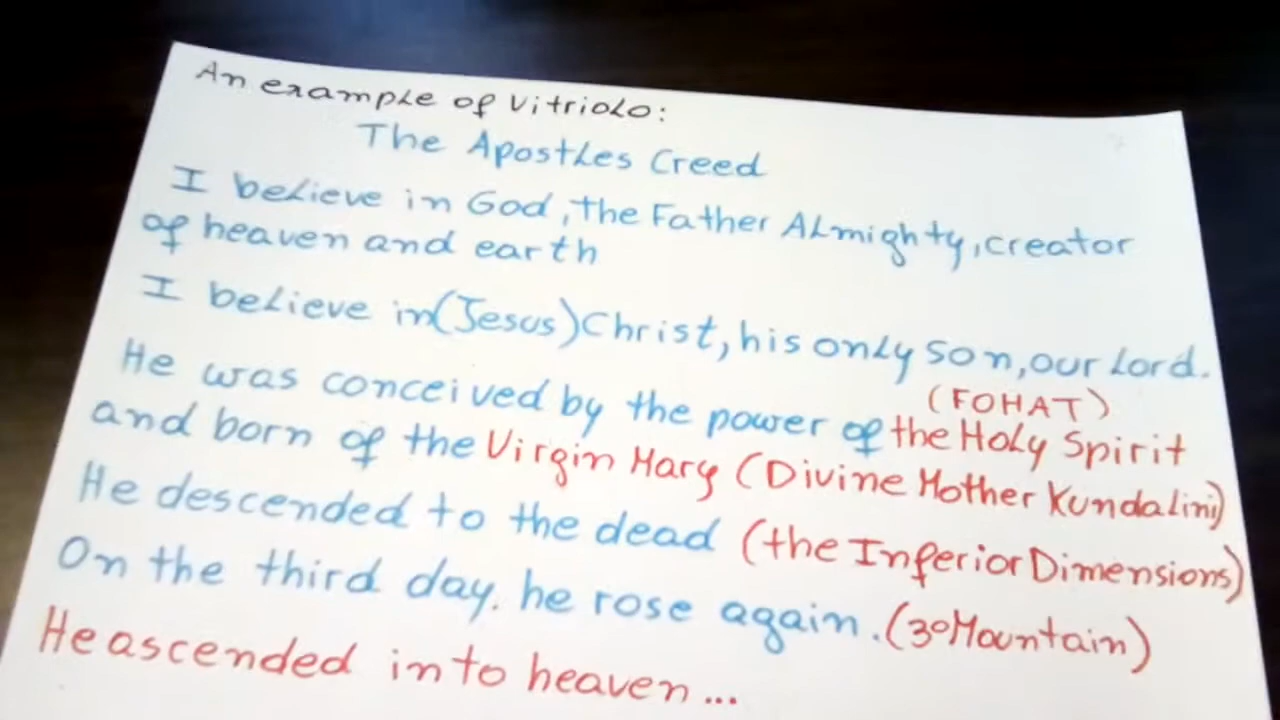 An example of Vitriolo:
The Apostles Creed
I believe in God, the Father Almighty, creator
of heaven and earth
I believe in (Jesus) Christ, his only son, our lord.
(FOHAT)
He was conceived by the power of the Holy Spirit
and born of the Virgin Mary (Divine Mother Kundalini)
He descended to the dead (the Inferior Dimensions)
On the third day. he rose again. (3º Mountain)
He ascended into heaven...